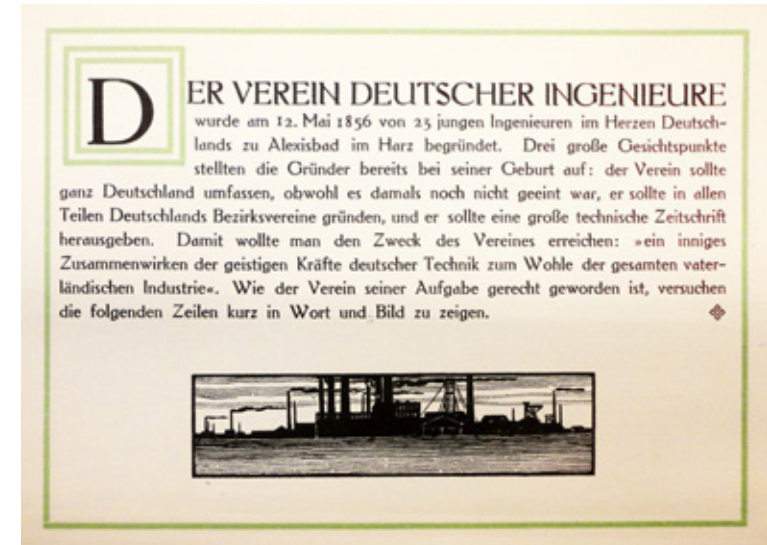 DER VEREIN DEUTSCHER INGENIEURE
wurde am 12. Mai 1856 von 25 jungen Ingenieuren im Herzen Deutsch-
lands zu Alexisbad im Harz begründet. Drei große Gesichtspunkte
stellten die Gründer bereits bei seiner Geburt auf: der Verein sollte
ganz Deutschland umfassen, obwohl es damals noch nicht geeint war, er sollte in allen
Teilen Deutschlands Bezirksvereine gründen, und er sollte eine große technische Zeitschrift
herausgeben. Damit wollte man den Zweck des Vereines erreichen: »ein inniges
Zusammenwirken der geistigen Kräfte deutscher Technik zum Wohle der gesamten vater-
ländischen Industrie«. Wie der Verein seiner Aufgabe gerecht geworden ist, versuchen
die folgenden Zeilen kurz in Wort und Bild zu zeigen.